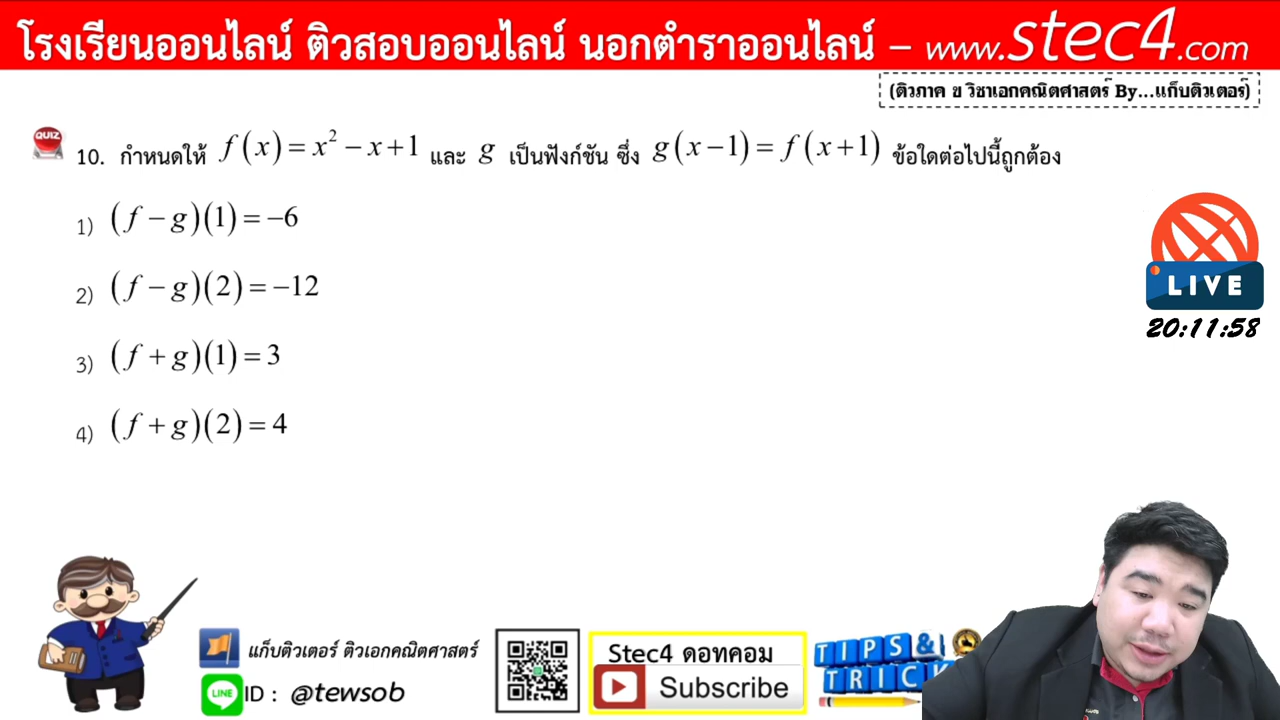 โรงเรียนออนไลน์ ติวสอบออนไลน์ นอกตำราออนไลน์ – www.stec4.com
(ติวภาค ข วิชาเอกคณิตศาสตร์ By...แก็บติวเตอร์)
QUIZ
10. กำหนดให้ f(x) = x² − x + 1 และ g เป็นฟังก์ชัน ซึ่ง g(x−1) = f(x+1) ข้อใดต่อไปนี้ถูกต้อง
1) (f − g)(1) = −6
2) (f − g)(2) = −12
3) (f + g)(1) = 3
4) (f + g)(2) = 4
LIVE
20:11:58
แก็บติวเตอร์ ติวเอกคณิตศาสตร์
LINE ID : @tewsob
Stec4 ดอทคอม
Subscribe
TIPS &
TRICK